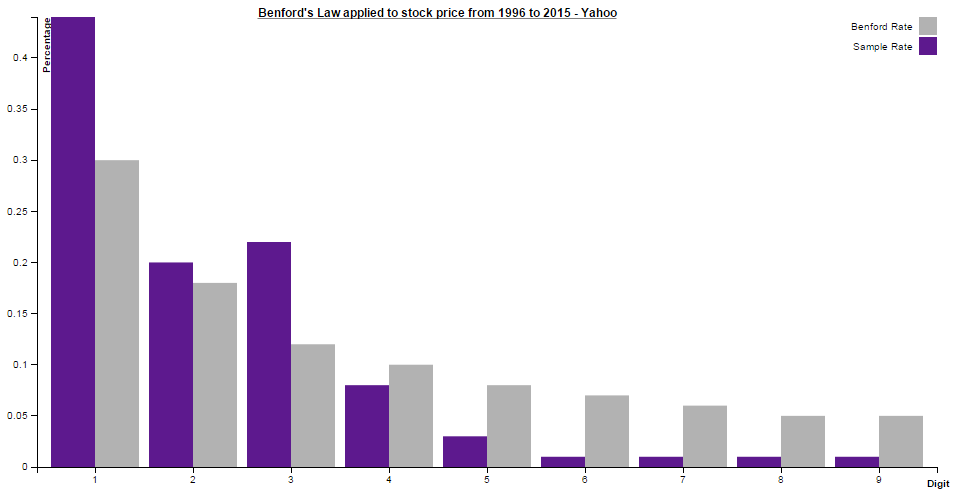 Benford's Law applied to stock price from 1996 to 2015 - Yahoo
Benford Rate
Sample Rate
Percentage
0.4
0.35
0.3
0.25
0.2
0.15
0.1
0.05
0
1 2 3 4 5 6 7 8 9
Digit